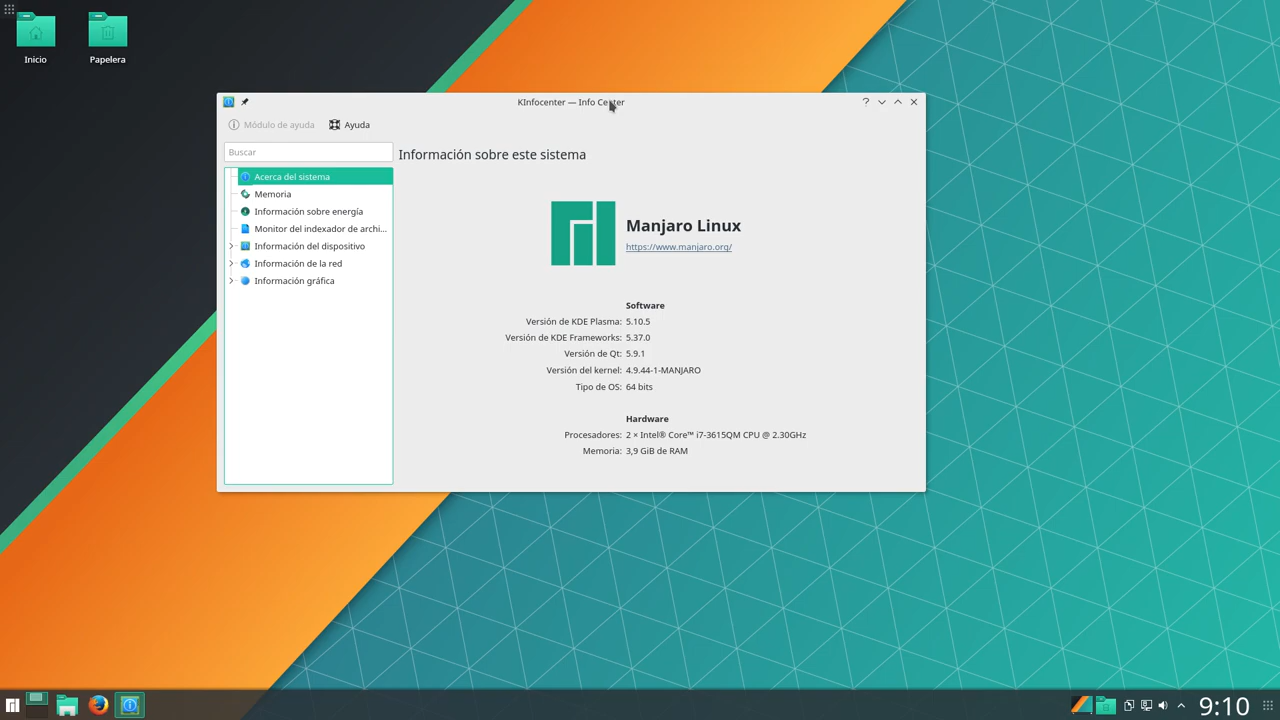 Inicio
Papelera
KInfocenter — Info Center
Módulo de ayuda
Ayuda
Buscar
Información sobre este sistema
Acerca del sistema
Memoria
Información sobre energía
Monitor del indexador de archi...
Información del dispositivo
Información de la red
Información gráfica
Manjaro Linux
https://www.manjaro.org/
Software
Versión de KDE Plasma: 5.10.5
Versión de KDE Frameworks: 5.37.0
Versión de Qt: 5.9.1
Versión del kernel: 4.9.44-1-MANJARO
Tipo de OS: 64 bits
Hardware
Procesadores: 2 × Intel® Core™ i7-3615QM CPU @ 2.30GHz
Memoria: 3,9 GiB de RAM
9:10